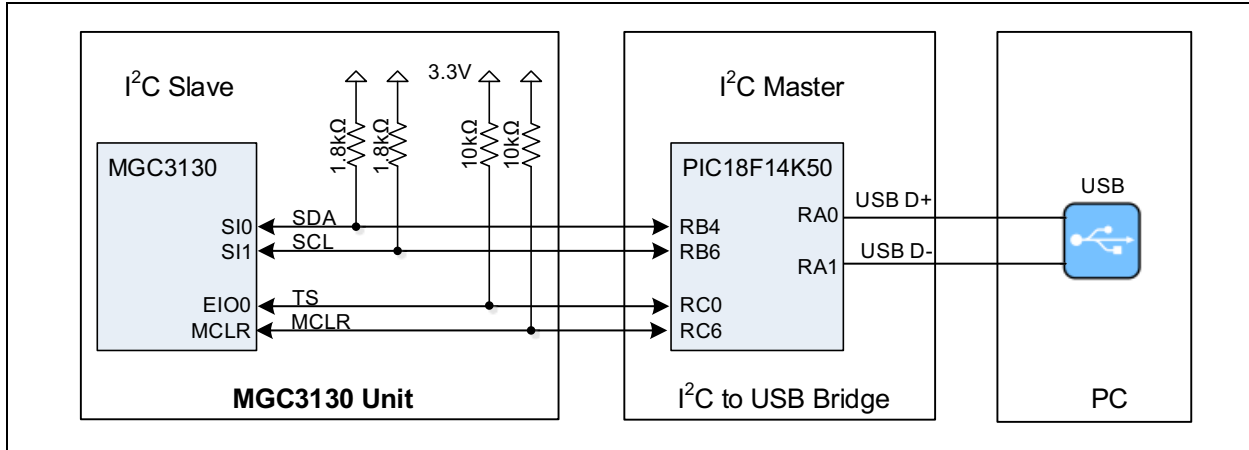 I²C Slave
3.3V
1.8kΩ
1.8kΩ
10kΩ
10kΩ
MGC3130
SI0
SI1
EIO0
MCLR
SDA
SCL
TS
MCLR
MGC3130 Unit
I²C Master
PIC18F14K50
RB4
RB6
RC0
RC6
RA0
RA1
I²C to USB Bridge
USB D+
USB D-
USB
PC